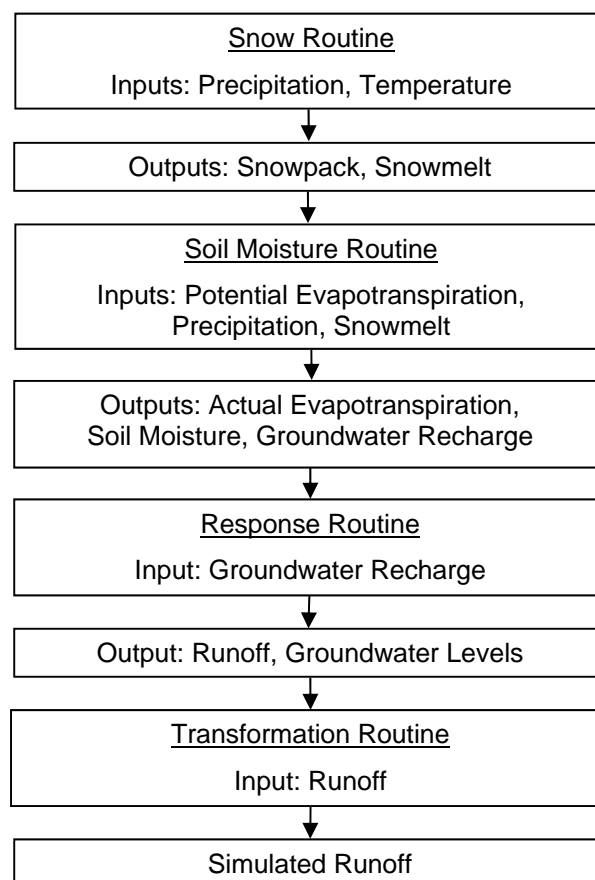 Snow Routine
Inputs: Precipitation, Temperature
Outputs: Snowpack, Snowmelt
Soil Moisture Routine
Inputs: Potential Evapotranspiration,
Precipitation, Snowmelt
Outputs: Actual Evapotranspiration,
Soil Moisture, Groundwater Recharge
Response Routine
Input: Groundwater Recharge
Output: Runoff, Groundwater Levels
Transformation Routine
Input: Runoff
Simulated Runoff